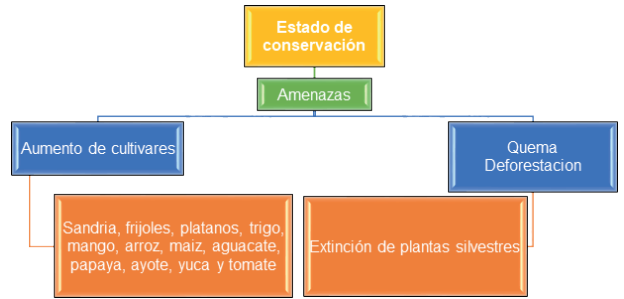 Estado de
conservación
Amenazas
Aumento de cultivares
Quema
Deforestacion
Sandria, frijoles, platanos, trigo,
mango, arroz, maiz, aguacate,
papaya, ayote, yuca y tomate
Extinción de plantas silvestres